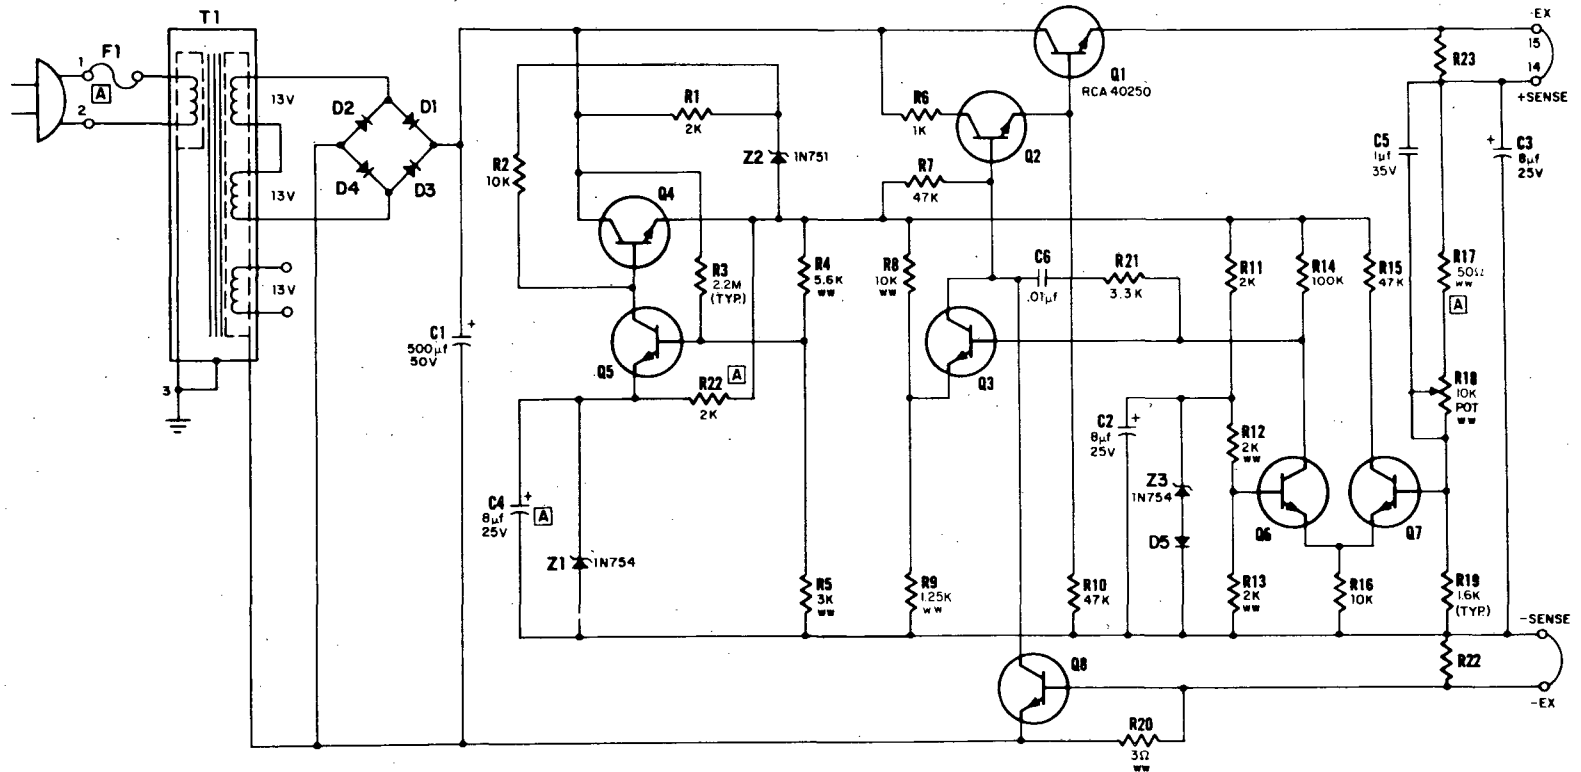 T1
F1
1
A
2
3
13V
13V
13V
D2
D1
D4
D3
C1
500µf
50V
+
R2
10K
R1
2K
Z2
1N751
Q4
R3
2.2M
(TYP.)
R4
5.6K
WW
Q5
R22
A
2K
C4
8µf
25V
+
A
Z1
1N754
R5
3K
WW
R6
1K
Q2
Q1
RCA 40250
R7
47K
R8
10K
WW
C6
.01µf
R21
3.3K
Q3
R9
1.25K
WW
R10
47K
Q8
R20
3Ω
WW
C2
8µf
25V
+
Z3
1N754
D5
R11
2K
R12
2K
WW
R13
2K
WW
R14
100K
R15
47K
Q6
Q7
R16
10K
R23
C5
1µf
35V
C3
8µf
25V
+
R17
50Ω
WW
A
R18
10K
POT
WW
R19
1.6K
(TYP.)
R22
-EX
15
14
+SENSE
-SENSE
-EX